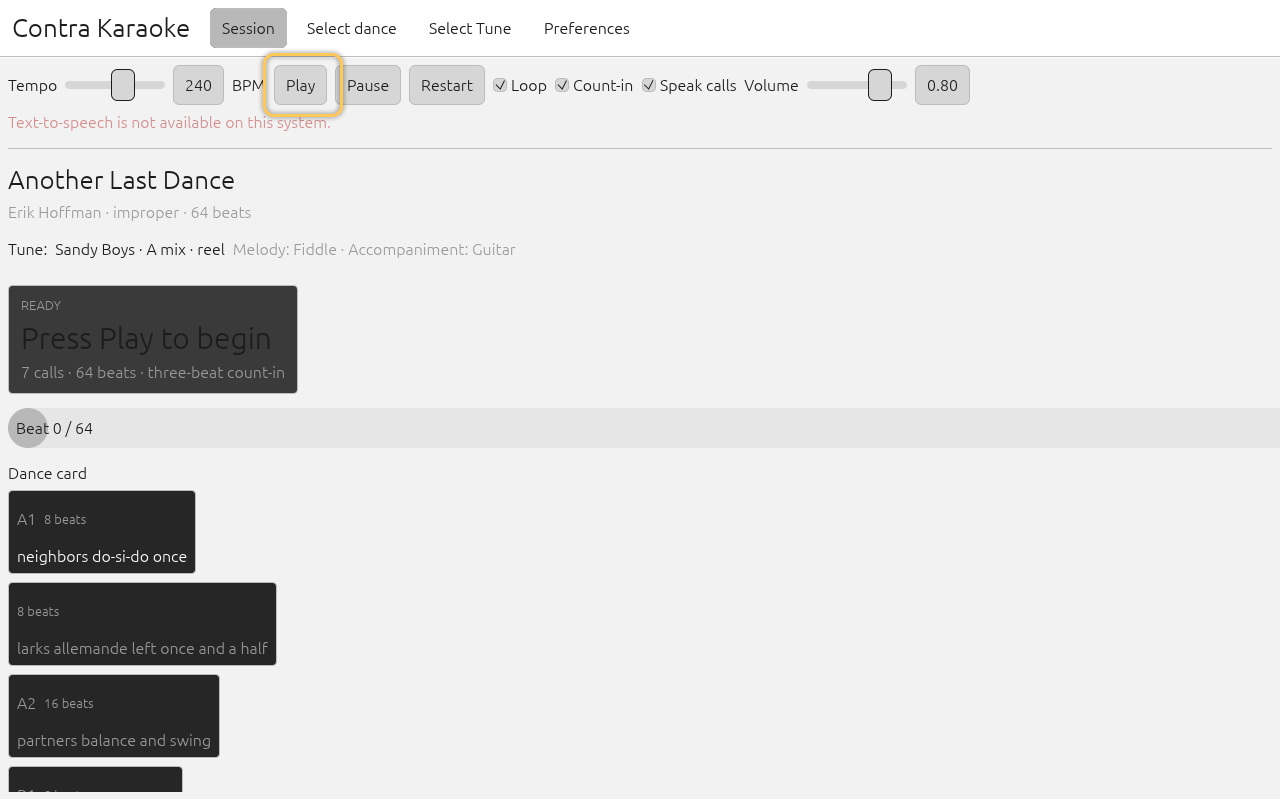 Contra Karaoke Session Select dance Select Tune Preferences
Tempo 240 BPM Play Pause Restart Loop Count-in Speak calls Volume 0.80
Text-to-speech is not available on this system.
Another Last Dance
Erik Hoffman · improper · 64 beats
Tune: Sandy Boys · A mix · reel Melody: Fiddle · Accompaniment: Guitar
READY
Press Play to begin
7 calls · 64 beats · three-beat count-in
Beat 0 / 64
Dance card
A1 8 beats
neighbors do-si-do once
8 beats
larks allemande left once and a half
A2 16 beats
partners balance and swing